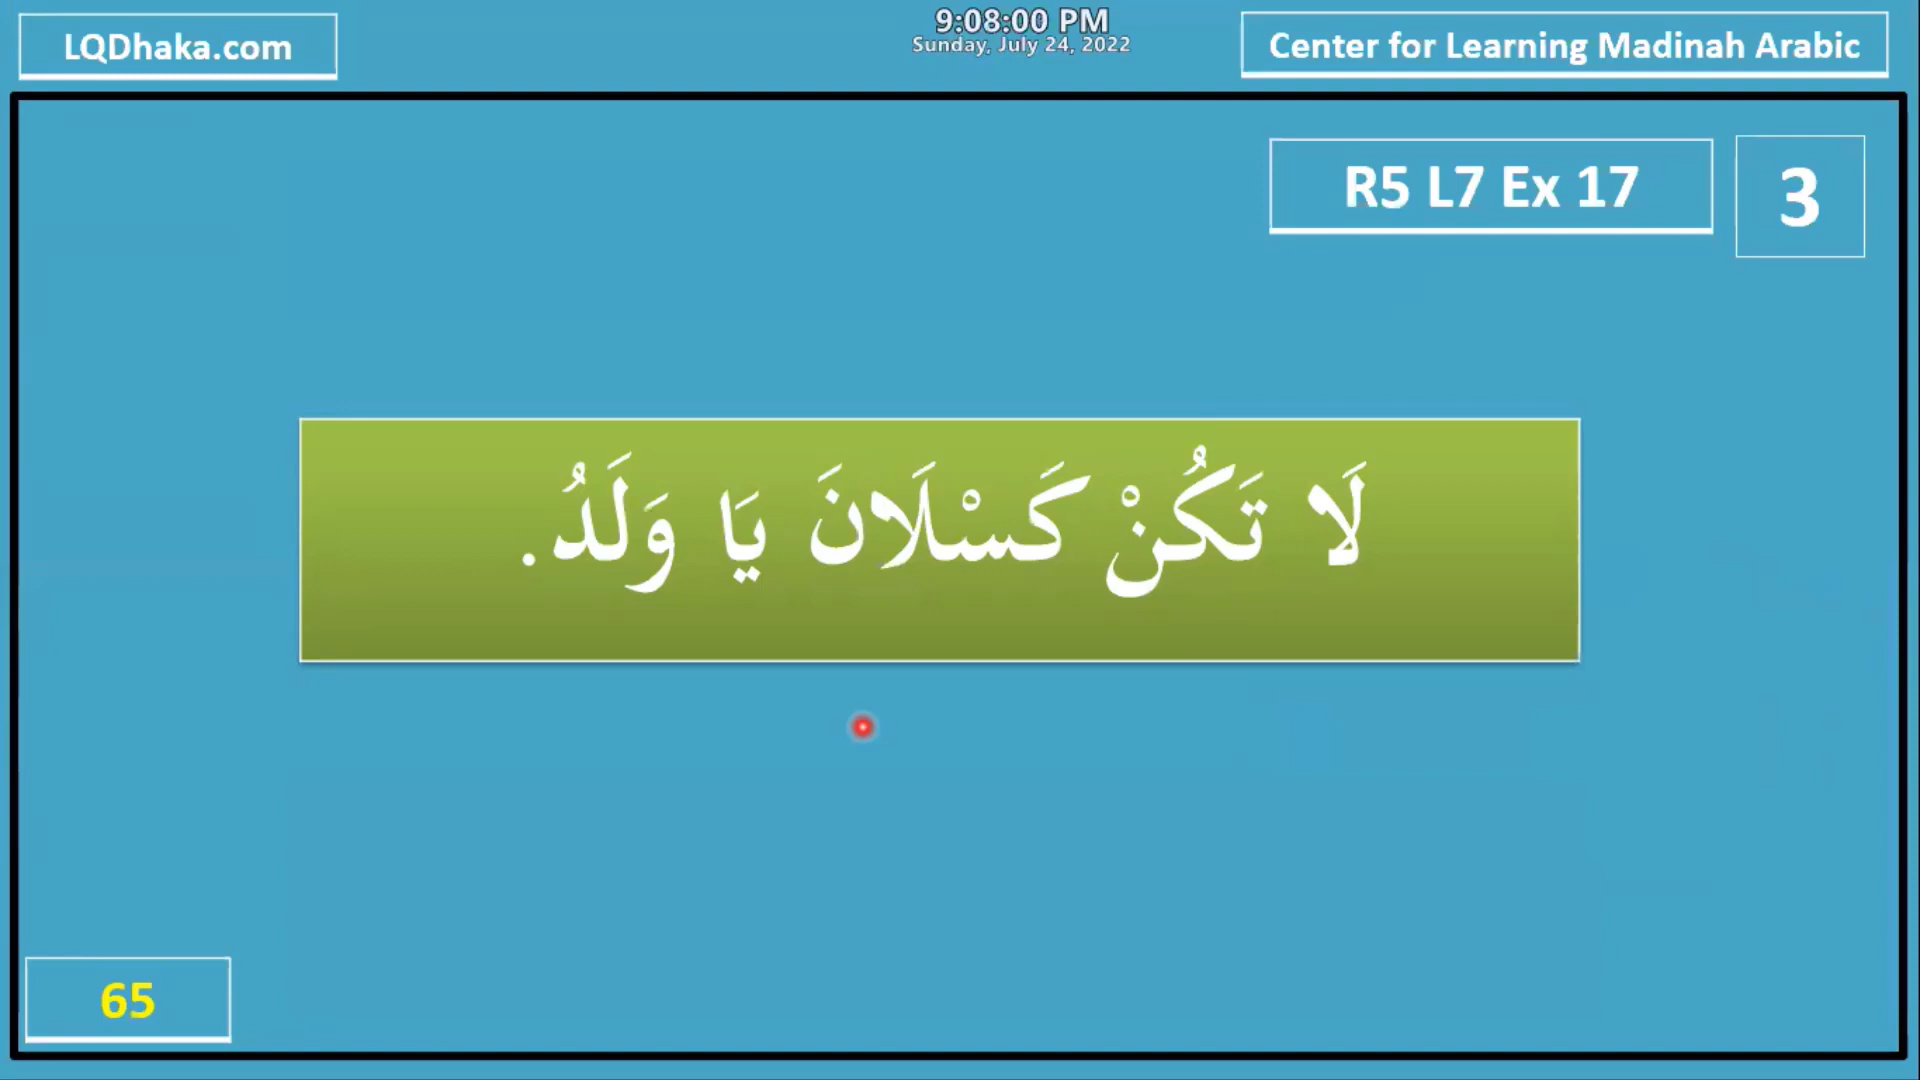 LQDhaka.com
9:08:00 PM
Sunday, July 24, 2022
Center for Learning Madinah Arabic
R5 L7 Ex 17
3
لَا تَكُنْ كَسْلَانَ يَا وَلَدُ.
65